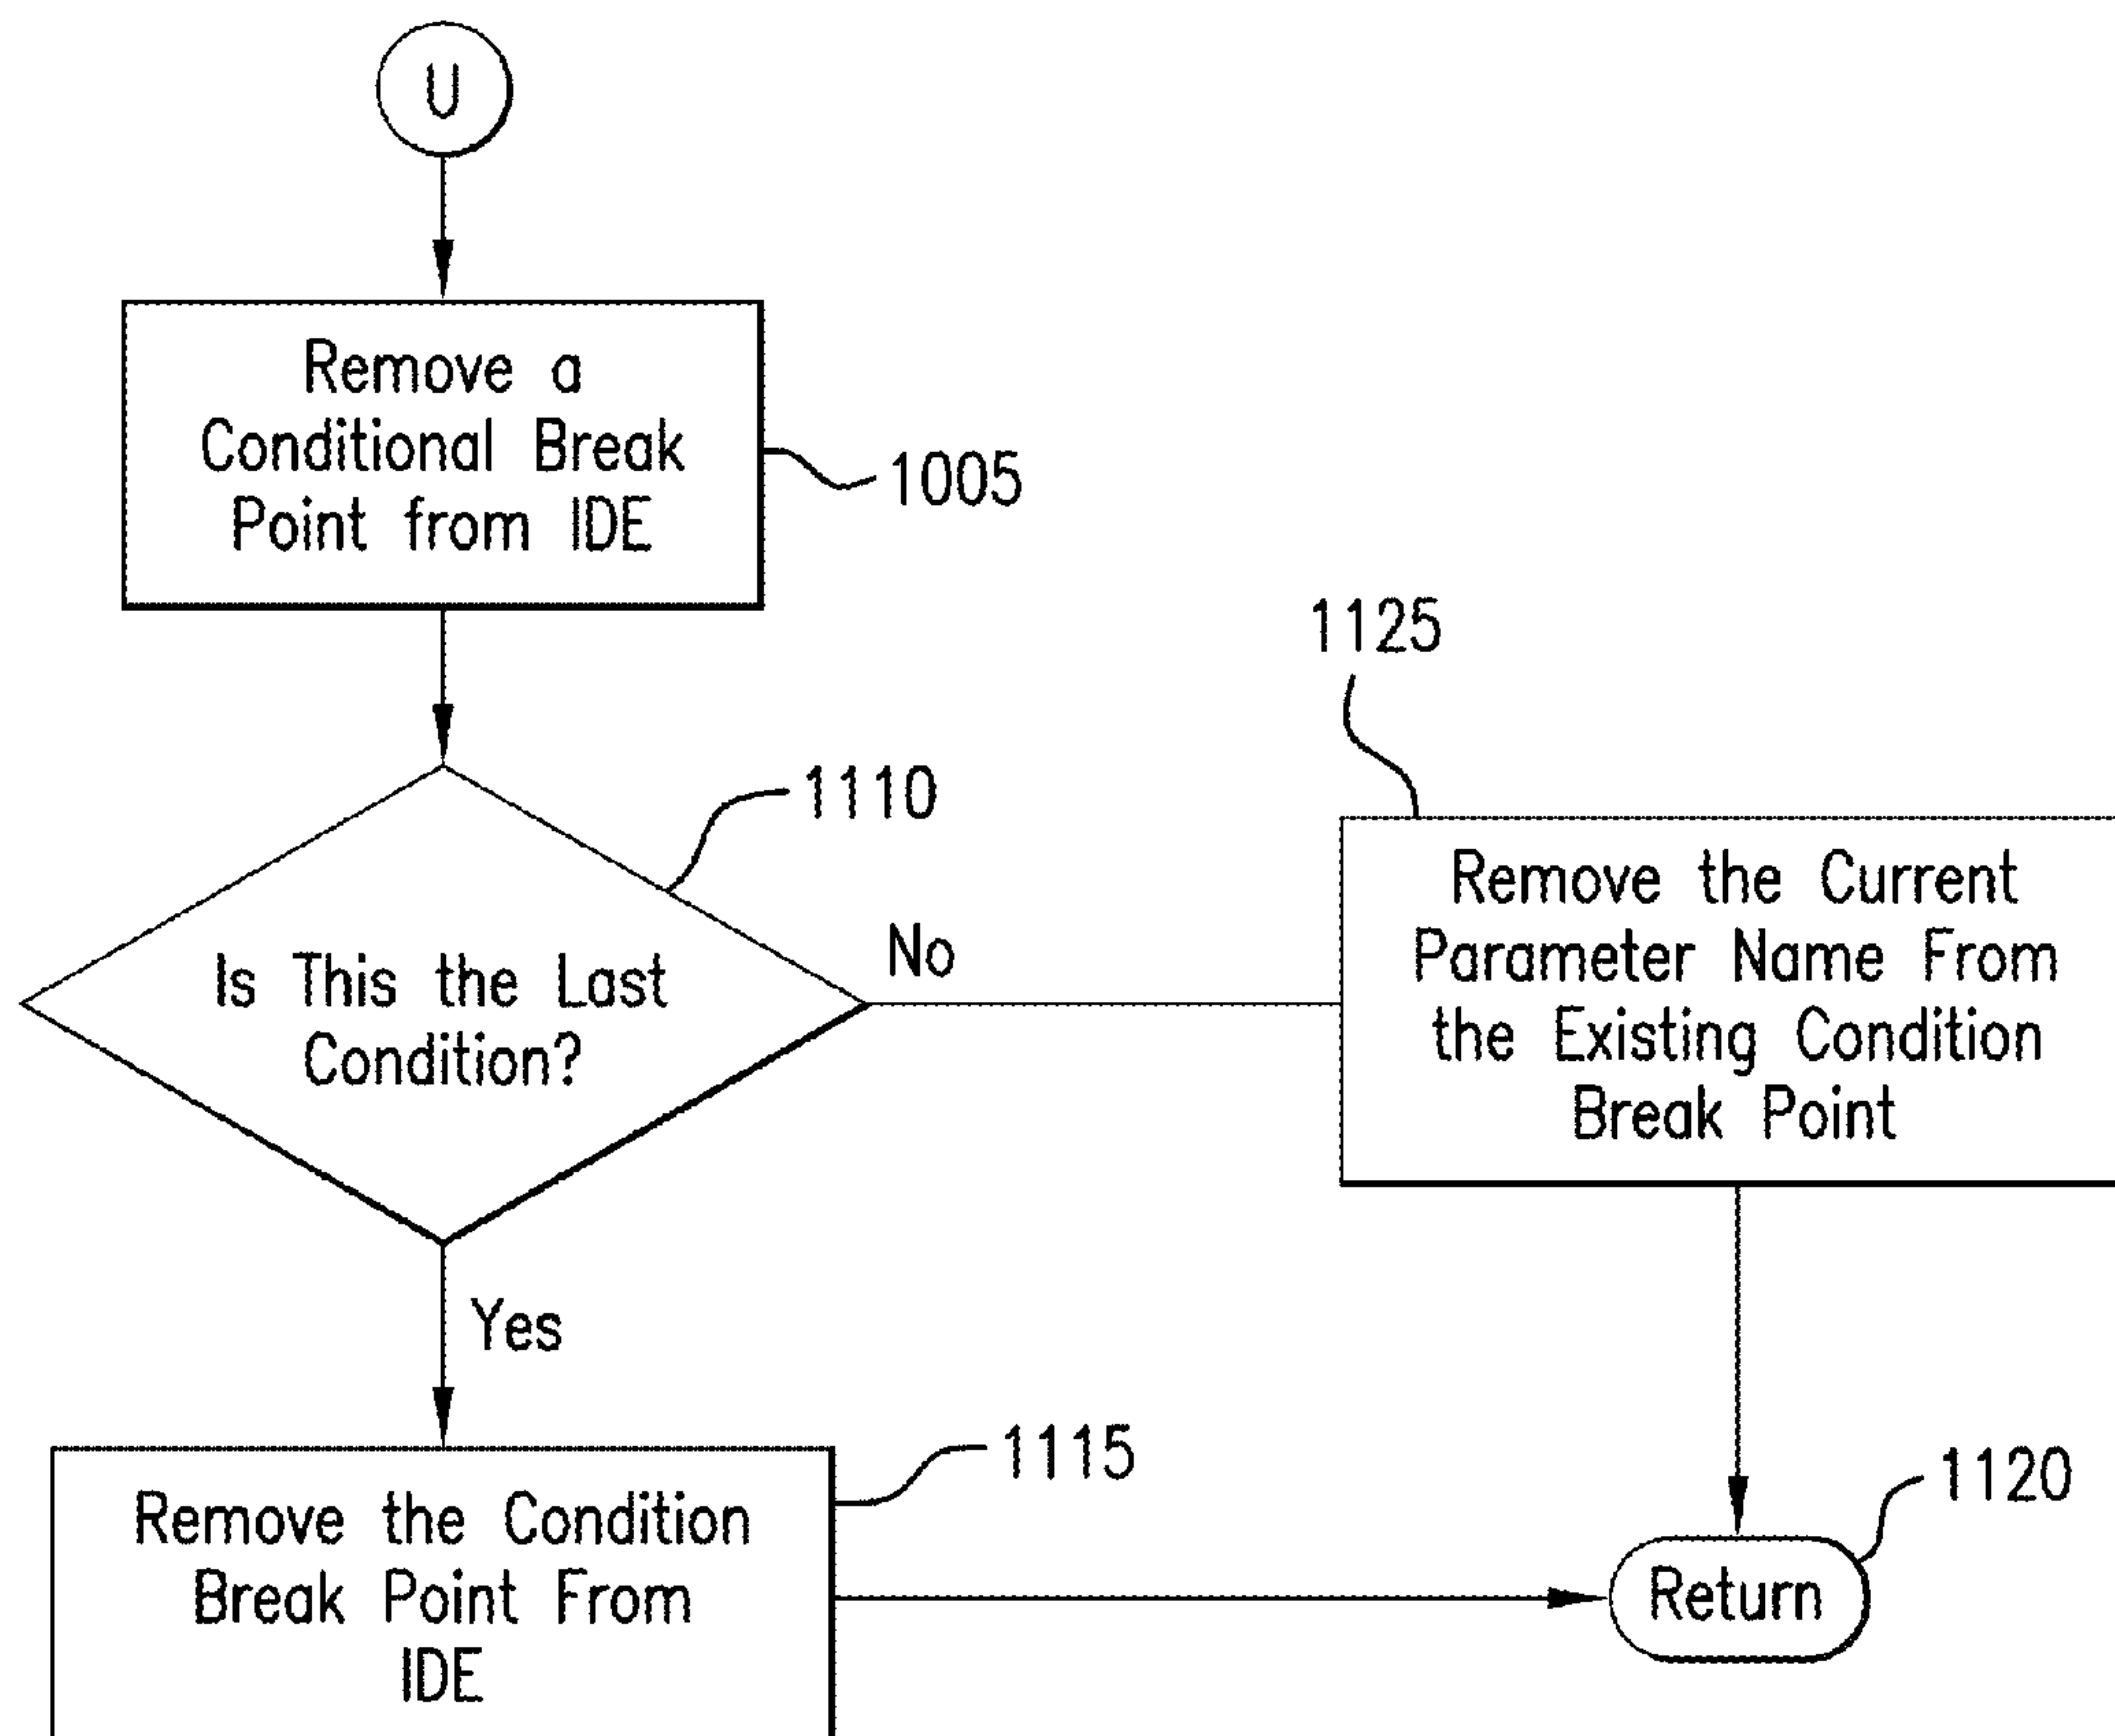 U
Remove a
Conditional Break
Point from IDE
1005
1110
Is This the Last
Condition?
No
1125
Remove the Current
Parameter Name From
the Existing Condition
Break Point
Yes
1115
Remove the Condition
Break Point From
IDE
1120
Return